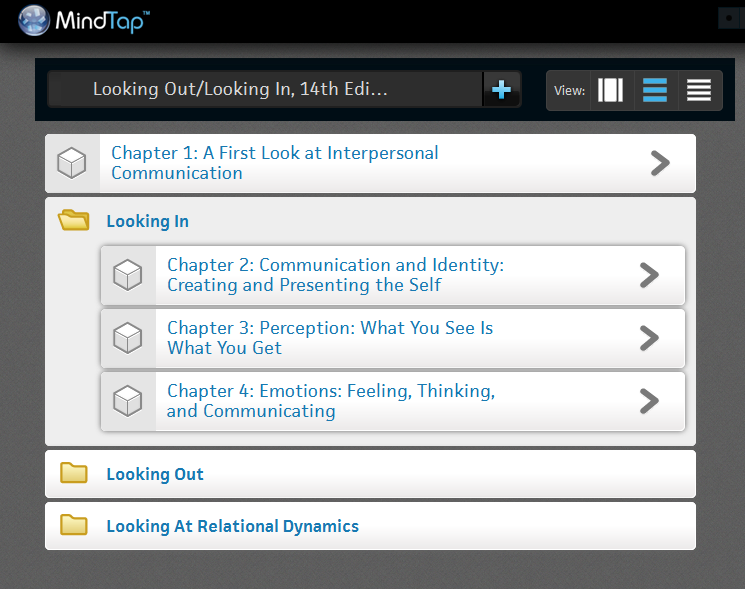 MindTap™
Looking Out/Looking In, 14th Edi...
View:
Chapter 1: A First Look at Interpersonal
Communication
Looking In
Chapter 2: Communication and Identity:
Creating and Presenting the Self
Chapter 3: Perception: What You See Is
What You Get
Chapter 4: Emotions: Feeling, Thinking,
and Communicating
Looking Out
Looking At Relational Dynamics